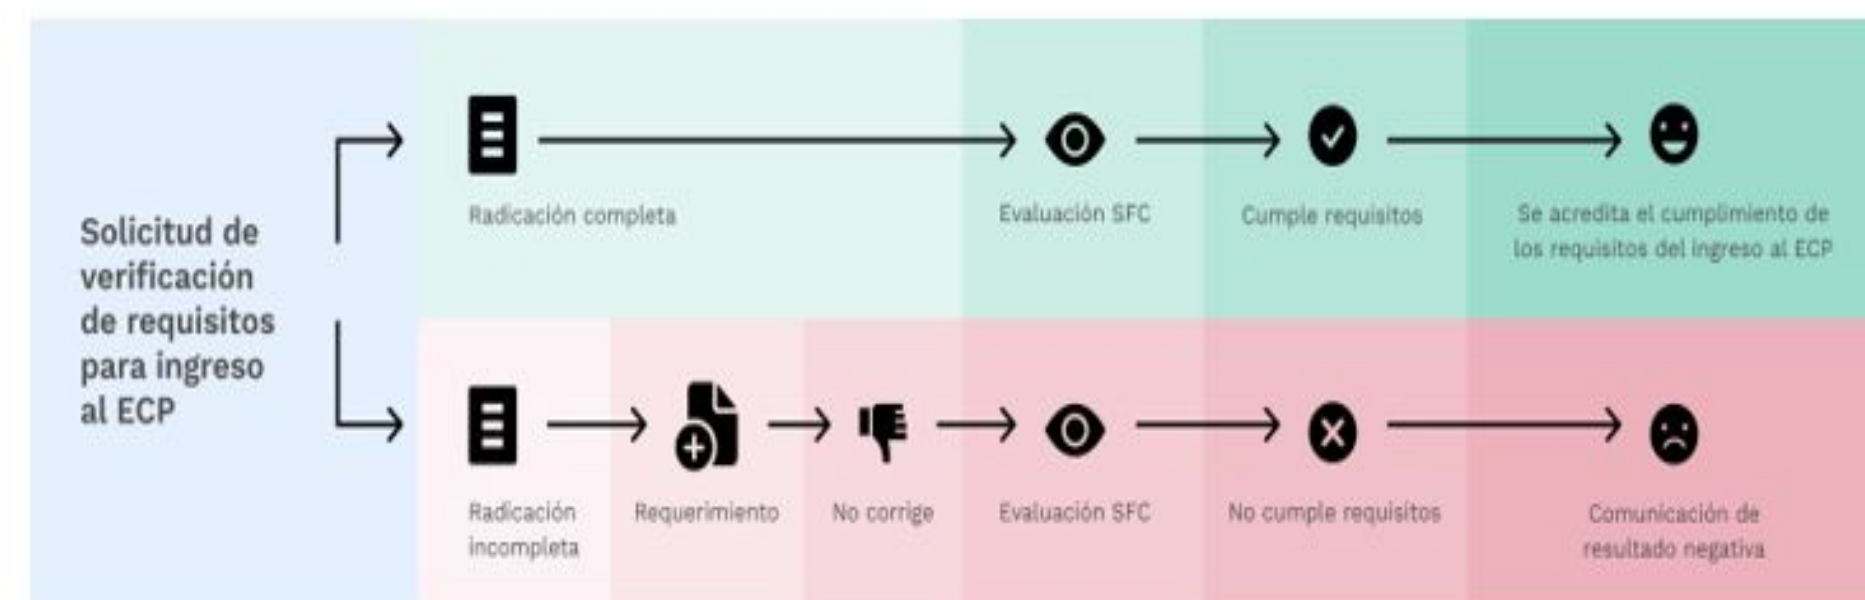 Solicitud de
verificación
de requisitos
para ingreso
al ECP
Radicación completa
Evaluación SFC
Cumple requisitos
Se acredita el cumplimiento de
los requisitos del ingreso al ECP
Radicación
incompleta
Requerimiento
No corrige
Evaluación SFC
No cumple requisitos
Comunicación de
resultado negativa